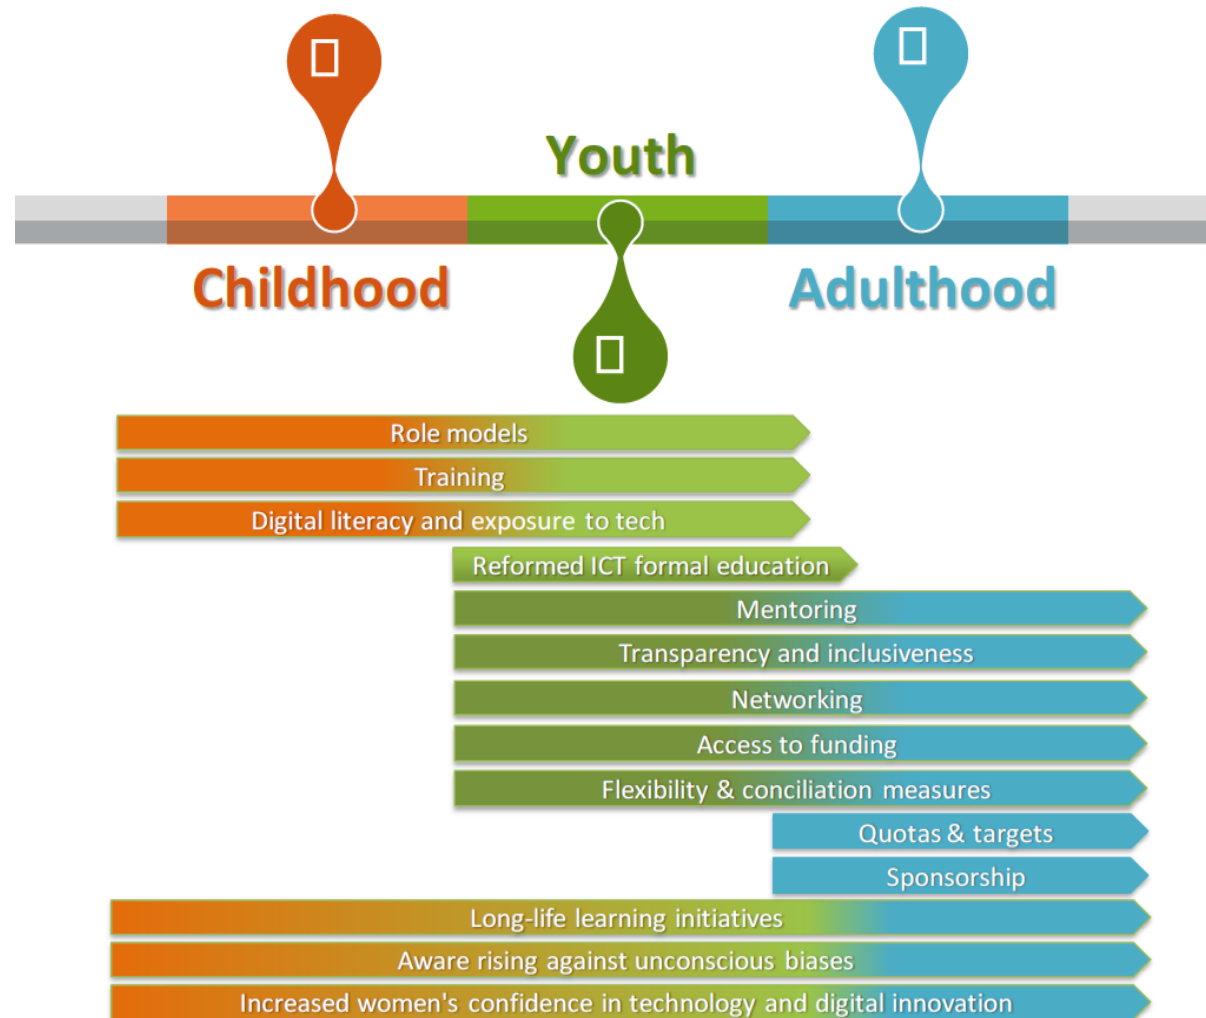 Youth
Childhood
Adulthood
Role models
Training
Digital literacy and exposure to tech
Reformed ICT formal education
Mentoring
Transparency and inclusiveness
Networking
Access to funding
Flexibility & conciliation measures
Quotas & targets
Sponsorship
Long-life learning initiatives
Aware rising against unconscious biases
Increased women's confidence in technology and digital innovation